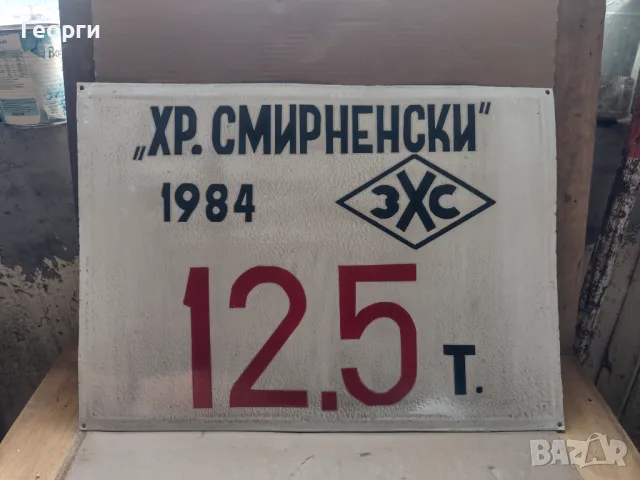 Георги
„ХР. СМИРНЕНСКИ"
1984 ЗХС
12.5 т.
BAZAR